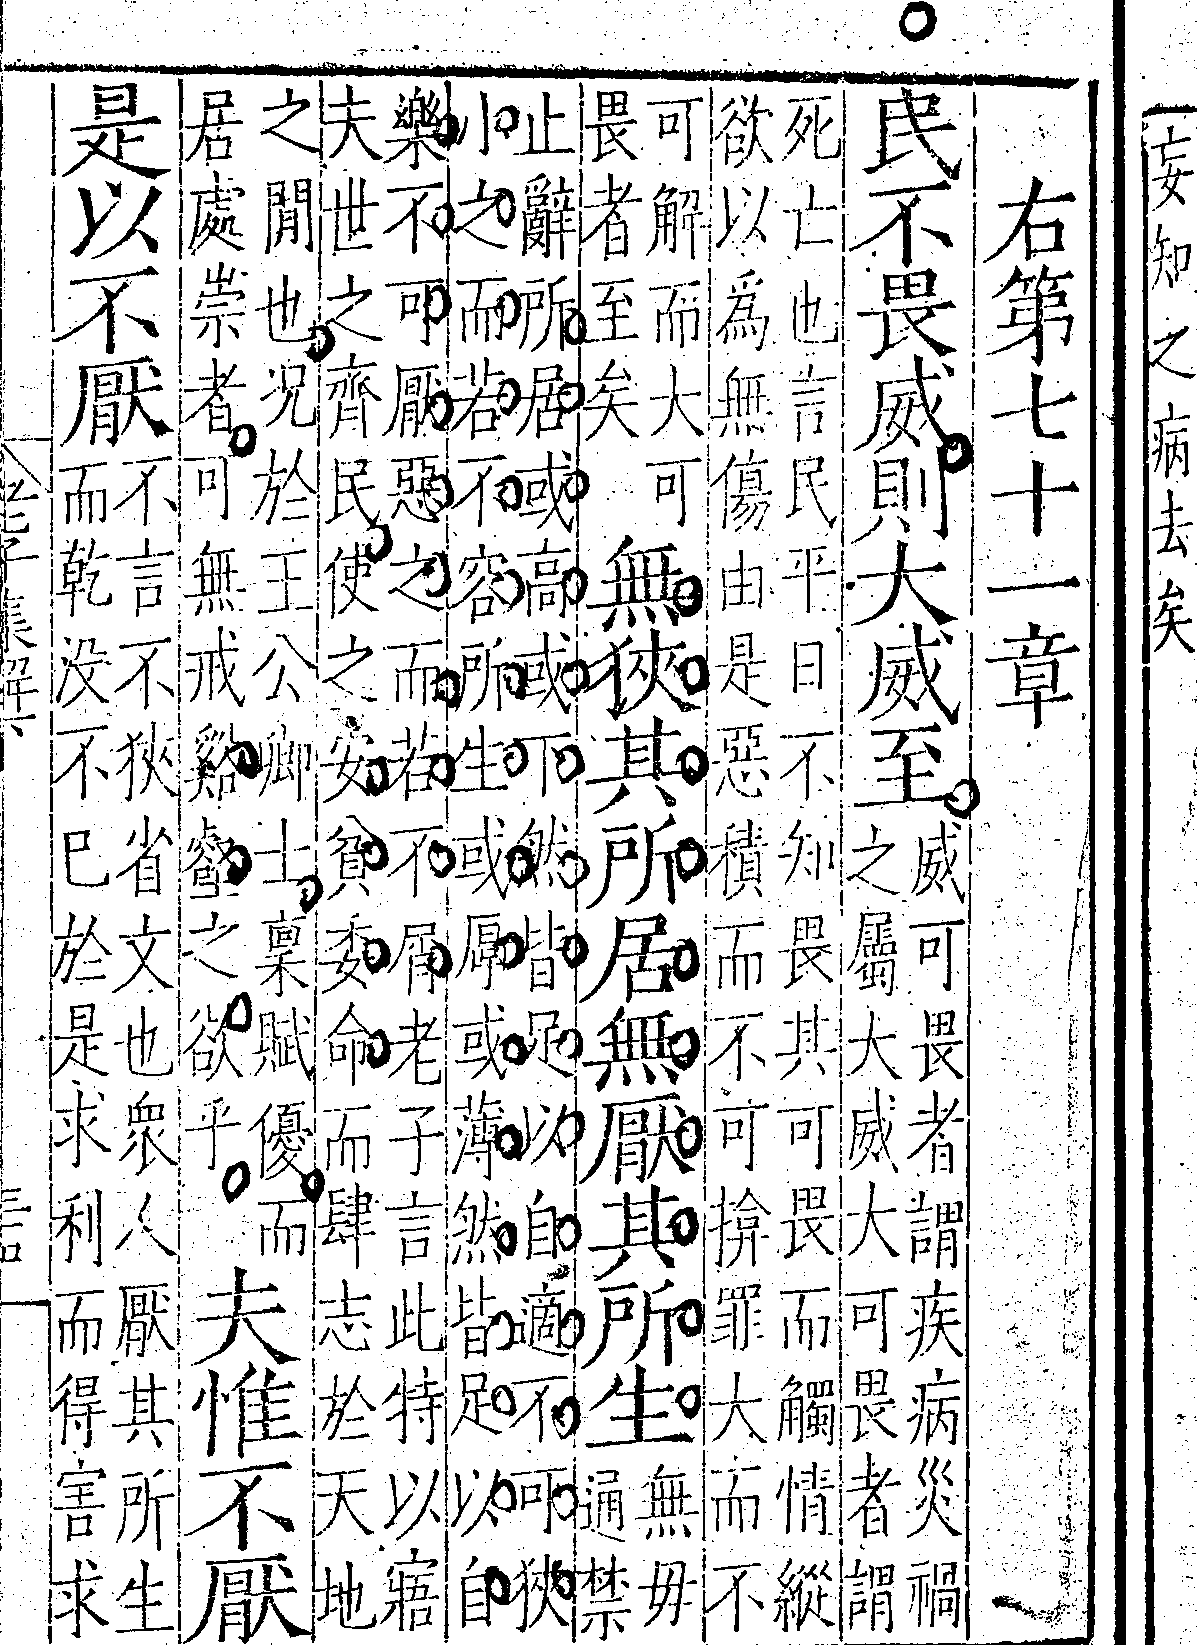 妄知之病去矣
右第七十一章
民不畏威則大威至威可畏者謂疾病災禍
之屬大威大可畏者謂
死亡也言民平日不知畏其可畏而觸情縱
欲以爲無傷由是惡積而不可揜罪大而不
可解而大可
畏者至矣
無狹其所居無厭其所生無毋
通禁
止辭所居或高或下然皆足以自適不可狹
小之而若不容所生或厚或薄然皆足以自
樂不可厭惡之而若不屑老子言此特以寤
夫世之齊民使之安貧委命而肆志於天地
之閒也况於王公卿士稟賦優而
居處崇者可無戒谿壑之欲乎
夫惟不厭
是以不厭不言不狹省文也衆人厭其所生
而乾没不已於是求利而得害求